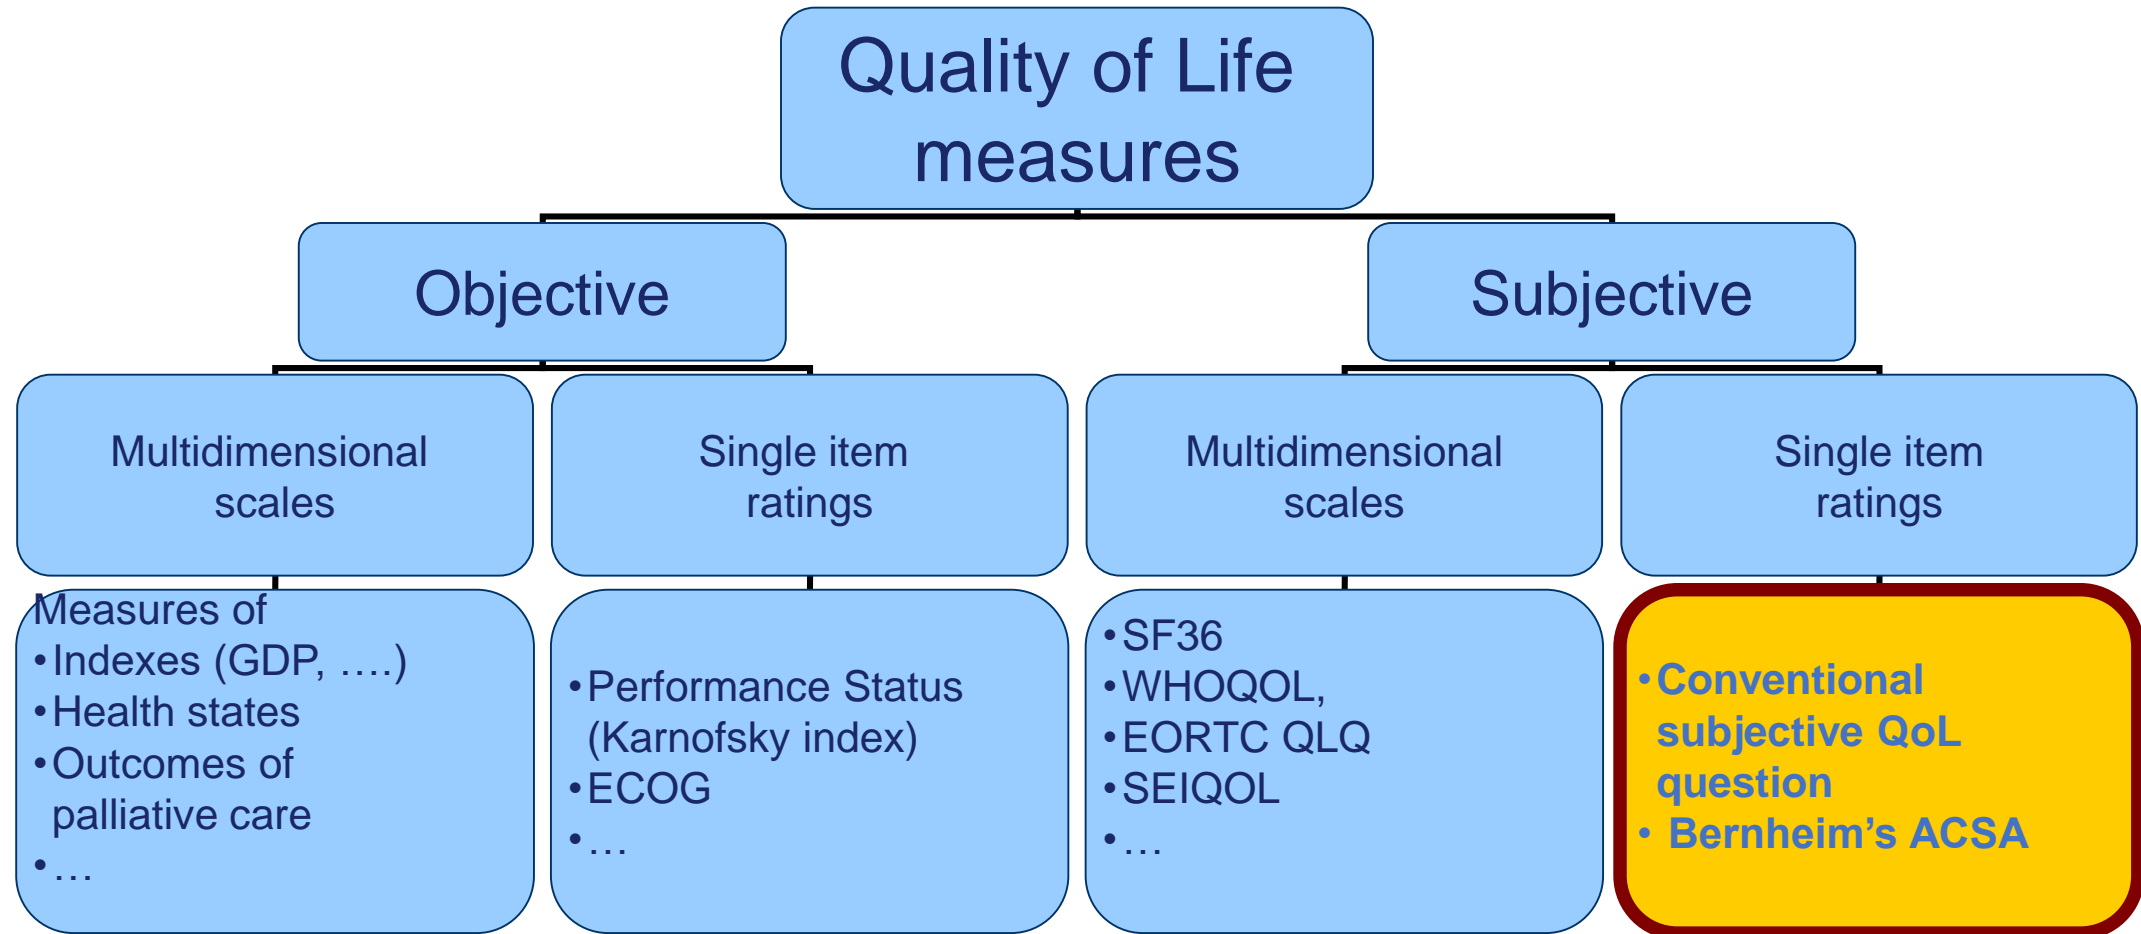 Quality of Life
measures
Objective
Subjective
Multidimensional
scales
Single item
ratings
Multidimensional
scales
Single item
ratings
Measures of
•Indexes (GDP, ….)
•Health states
•Outcomes of
palliative care
•…
•Performance Status
(Karnofsky index)
•ECOG
•…
•SF36
•WHOQOL,
•EORTC QLQ
•SEIQOL
•…
•Conventional
subjective QoL
question
• Bernheim’s ACSA